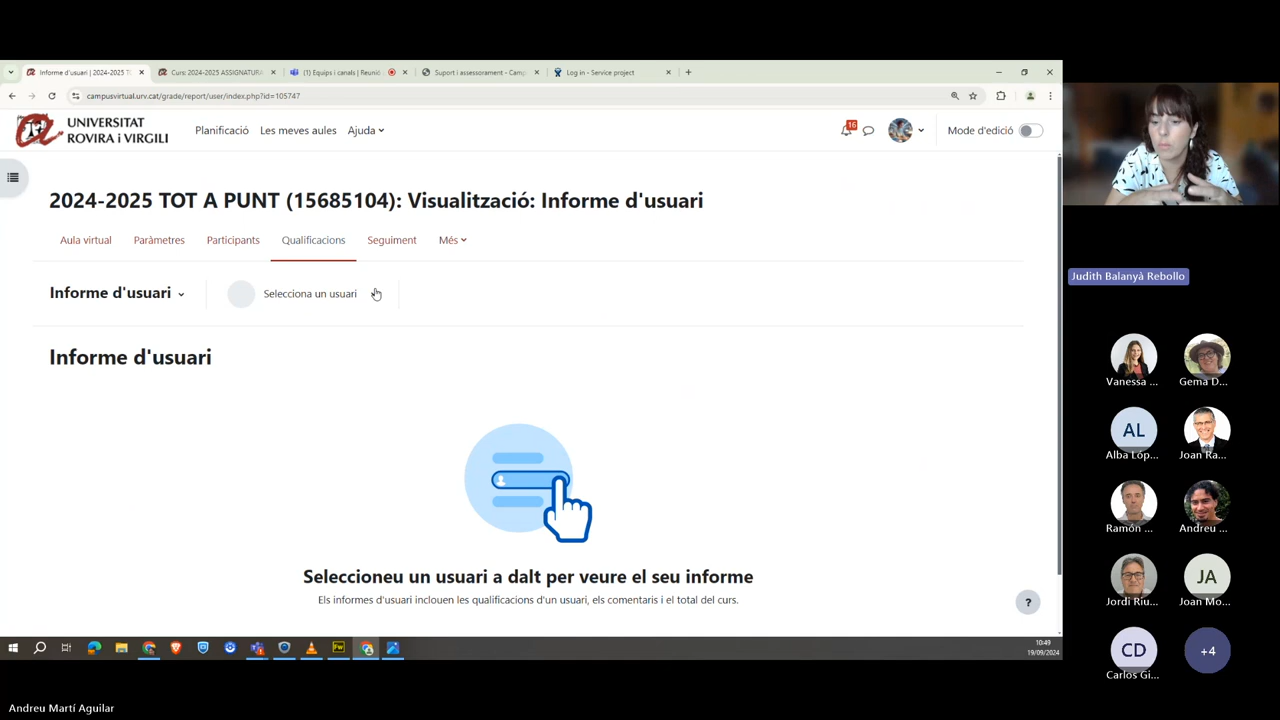 Informe d'usuari | 2024-2025 TO
Curs: 2024-2025 ASSIGNATURA
(1) Equips i canals | Reunió
Suport i assessorament - Camp
Log in - Service project
campusvirtual.urv.cat/grade/report/user/index.php?id=105747
UNIVERSITAT
ROVIRA i VIRGILI
Planificació
Les meves aules
Ajuda
16
Mode d'edició
2024-2025 TOT A PUNT (15685104): Visualització: Informe d'usuari
Aula virtual
Paràmetres
Participants
Qualificacions
Seguiment
Més
Informe d'usuari
Selecciona un usuari
Informe d'usuari
Seleccioneu un usuari a dalt per veure el seu informe
Els informes d'usuari inclouen les qualificacions d'un usuari, els comentaris i el total del curs.
?
Fw
10:49
19/09/2024
Judith Balanyà Rebollo
Vanessa ...
Gema D...
AL
Alba Lóp...
Joan Ra...
Ramón ...
Andreu ...
Jordi Riu...
JA
Joan Mo...
CD
Carlos Gi...
+4
Andreu Martí Aguilar